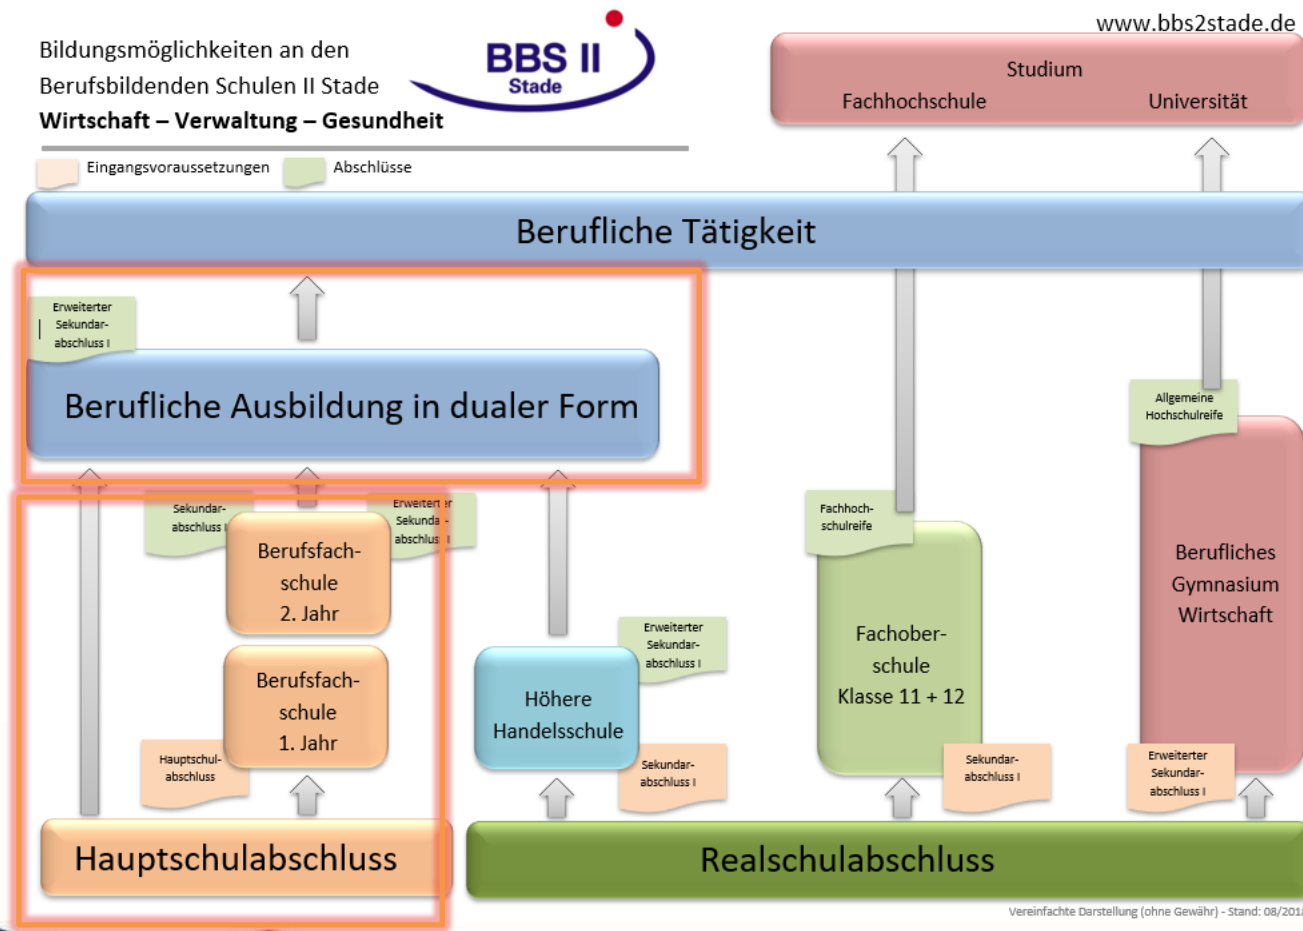 www.bbs2stade.de
Bildungsmöglichkeiten an den
Berufsbildenden Schulen II Stade
Wirtschaft – Verwaltung – Gesundheit
BBS II
Stade
Studium
Fachhochschule
Universität
Eingangsvoraussetzungen
Abschlüsse
Berufliche Tätigkeit
Erweiterter
Sekundar-
abschluss I
Berufliche Ausbildung in dualer Form
Allgemeine
Hochschulreife
Sekundar-
abschluss I
Erweiterter
Sekundar-
abschluss I
Berufsfach-
schule
2. Jahr
Fachhoch-
schulreife
Berufliches
Gymnasium
Wirtschaft
Berufsfach-
schule
1. Jahr
Erweiterter
Sekundar-
abschluss I
Höhere
Handelsschule
Fachober-
schule
Klasse 11 + 12
Hauptschul-
abschluss
Sekundar-
abschluss I
Sekundar-
abschluss I
Erweiterter
Sekundar-
abschluss I
Hauptschulabschluss
Realschulabschluss
Vereinfachte Darstellung (ohne Gewähr) - Stand: 08/2018